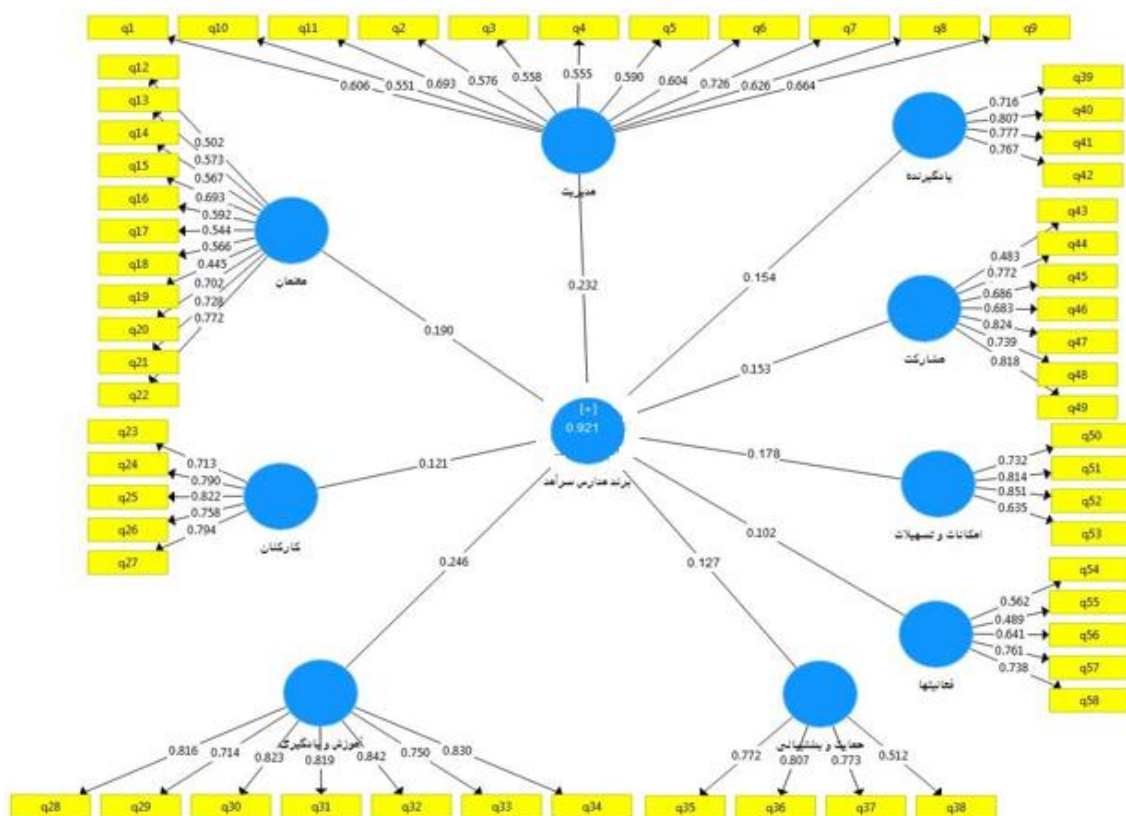 q1 q10 q11 q2 q3 q4 q5 q6 q7 q8 q9
0.606 0.551 0.693 0.576 0.558 0.555 0.590 0.604 0.726 0.626 0.664
مدیریت
q12
q13
q14
q15
q16
q17
q18
q19
q20
q21
q22
0.502
0.573
0.567
0.693
0.592
0.544
0.566
0.445
0.702
0.728
0.772
معلمان
q39
q40
q41
q42
0.716
0.807
0.777
0.767
یادگیرنده
q43
q44
q45
q46
q47
q48
q49
0.483
0.772
0.686
0.683
0.824
0.739
0.818
مشارکت
0.232
0.154
0.190
0.153
[+]
0.921
برند مدارس سرآمد
0.121
0.178
0.246
0.127
0.102
q23
q24
q25
q26
q27
0.713
0.790
0.822
0.758
0.794
کارکنان
q50
q51
q52
q53
0.732
0.814
0.851
0.635
امکانات و تسهیلات
q54
q55
q56
q57
q58
0.562
0.489
0.641
0.761
0.738
فعالیتها
آموزش و یادگیری
0.816 0.714 0.823 0.819 0.842 0.750 0.830
q28 q29 q30 q31 q32 q33 q34
حمایت و پشتیبانی
0.772 0.807 0.773 0.512
q35 q36 q37 q38